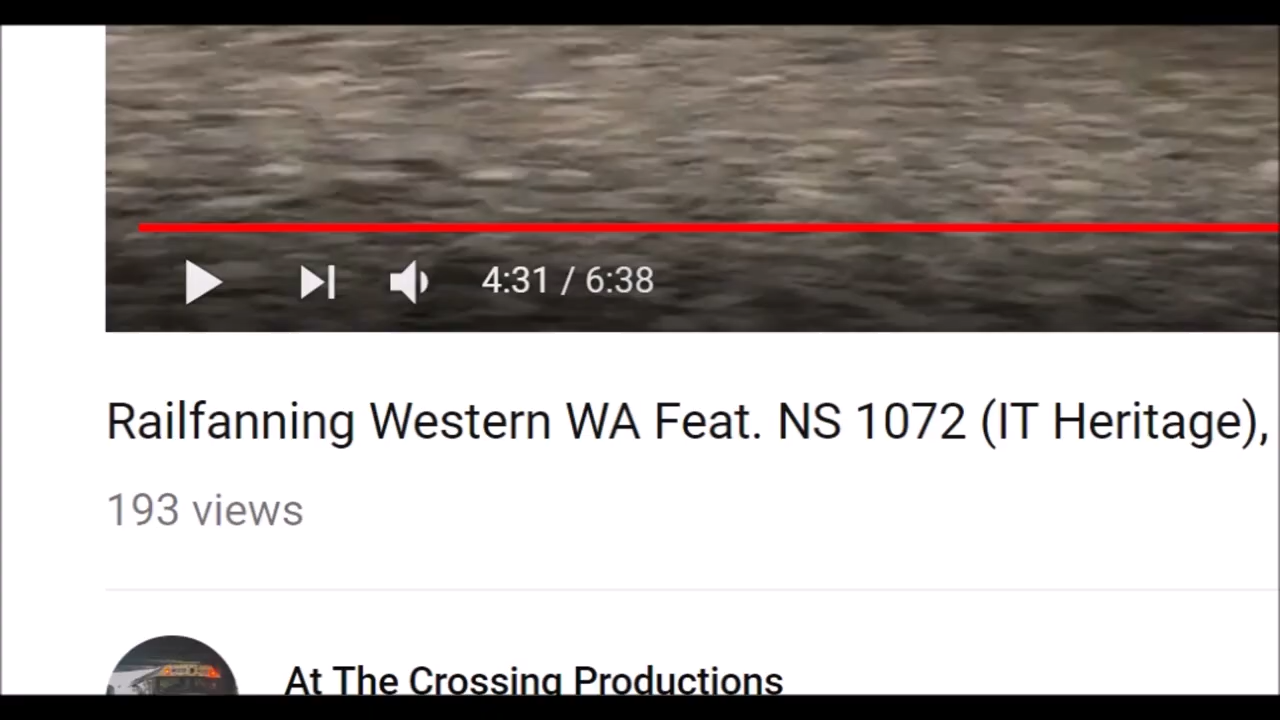 4:31 / 6:38
Railfanning Western WA Feat. NS 1072 (IT Heritage),
193 views
At The Crossing Productions